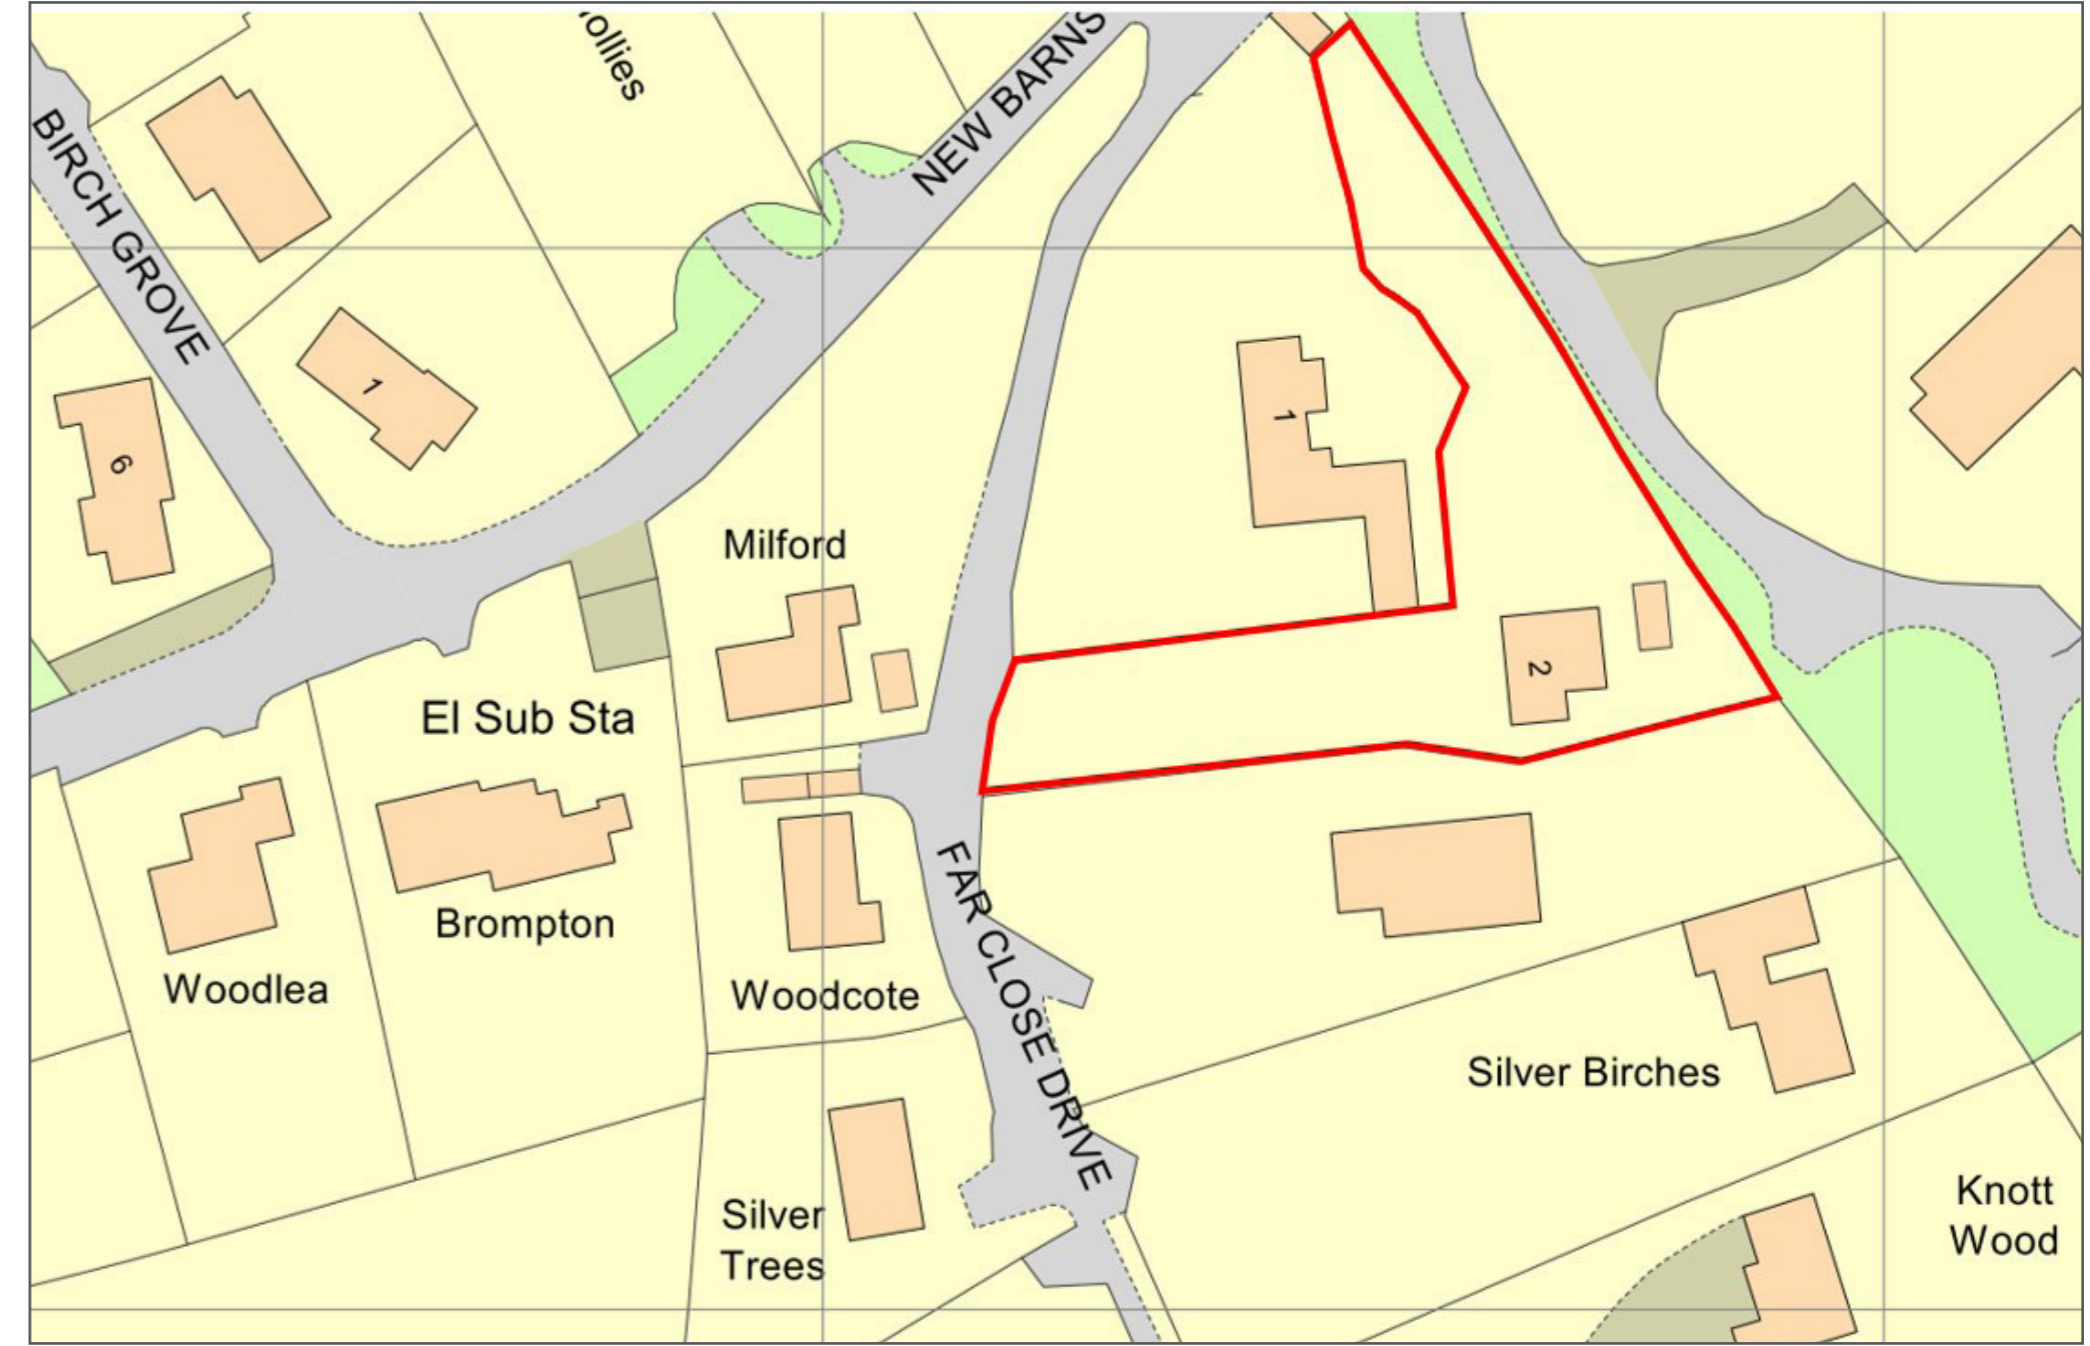 ollies
NEW BARNS
BIRCH GROVE
1
1
6
Milford
2
El Sub Sta
FAR CLOSE DRIVE
Brompton
Woodlea
Woodcote
Silver Birches
Silver
Trees
Knott
Wood